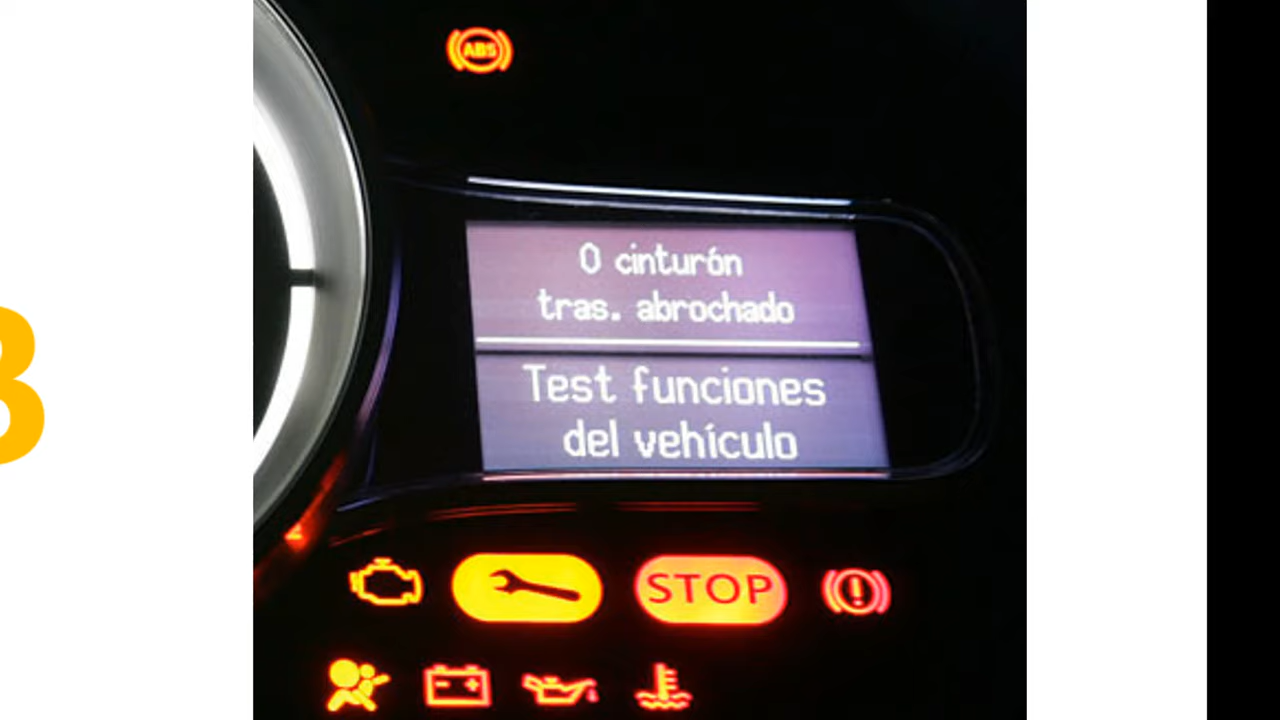 ABS
0 cinturón
tras. abrochado
Test funciones
del vehículo
STOP